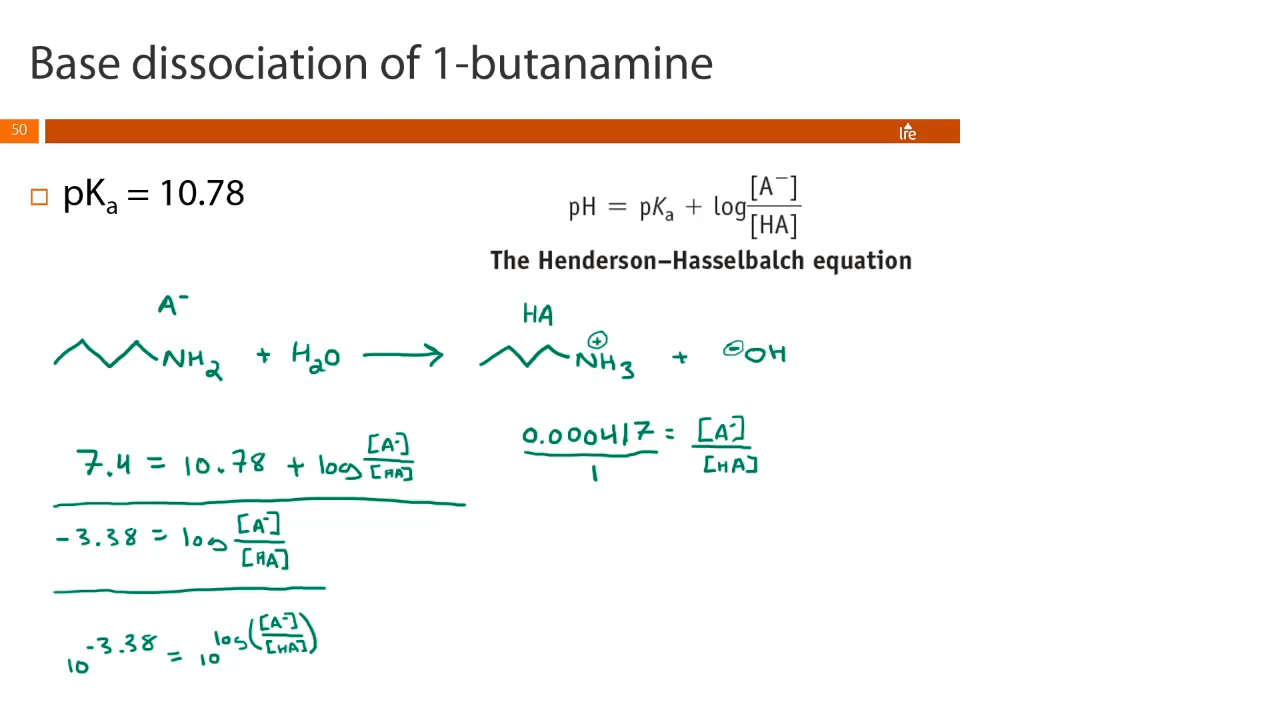 Base dissociation of 1-butanamine
50
lre
pKₐ = 10.78
pH = pKₐ + log [A⁻]/[HA]
The Henderson–Hasselbalch equation
A⁻
HA
NH₂ + H₂O ⟶ ⊕NH₃ + ⊖OH
7.4 = 10.78 + log [A⁻]/[HA]
0.000417/1 = [A⁻]/[HA]
-3.38 = log [A⁻]/[HA]
10^-3.38 = 10^log([A⁻]/[HA])